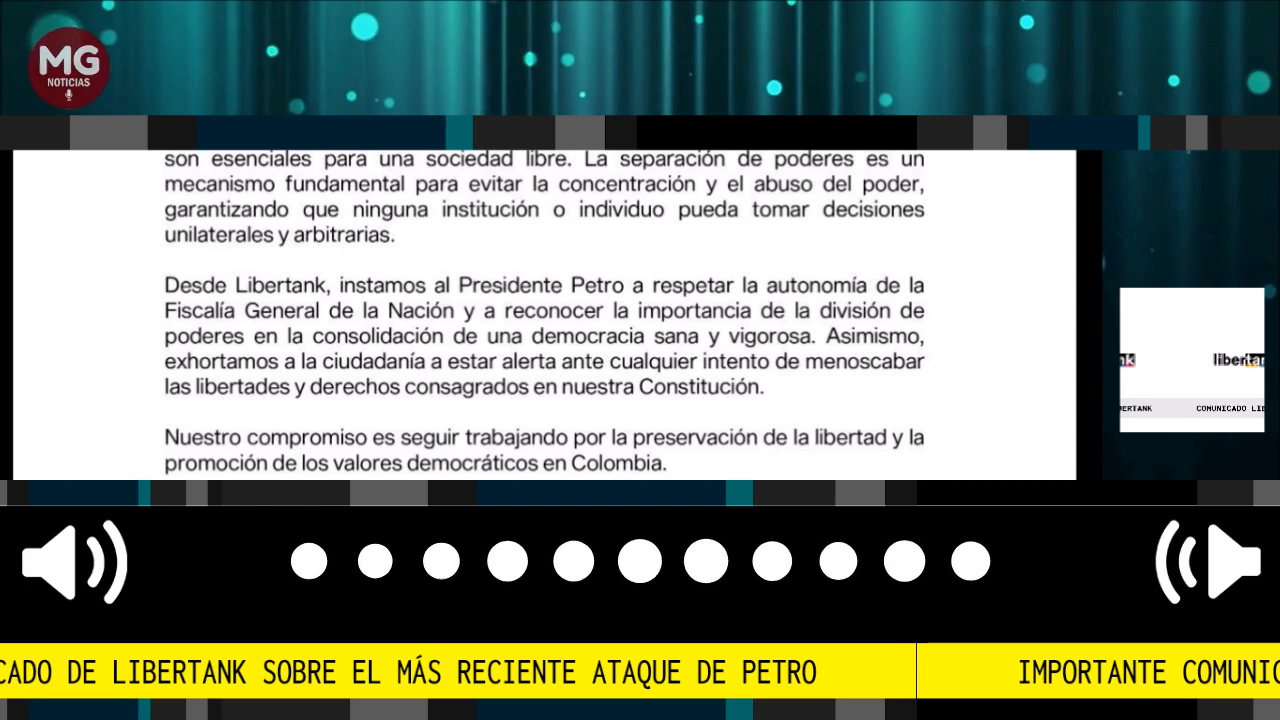 MG
NOTICIAS
son esenciales para una sociedad libre. La separación de poderes es un
mecanismo fundamental para evitar la concentración y el abuso del poder,
garantizando que ninguna institución o individuo pueda tomar decisiones
unilaterales y arbitrarias.
Desde Libertank, instamos al Presidente Petro a respetar la autonomía de la
Fiscalía General de la Nación y a reconocer la importancia de la división de
poderes en la consolidación de una democracia sana y vigorosa. Asimismo,
exhortamos a la ciudadanía a estar alerta ante cualquier intento de menoscabar
las libertades y derechos consagrados en nuestra Constitución.
Nuestro compromiso es seguir trabajando por la preservación de la libertad y la
promoción de los valores democráticos en Colombia.
nk libertan
BERTANK COMUNICADO LIB
CADO DE LIBERTANK SOBRE EL MÁS RECIENTE ATAQUE DE PETRO IMPORTANTE COMUNIC